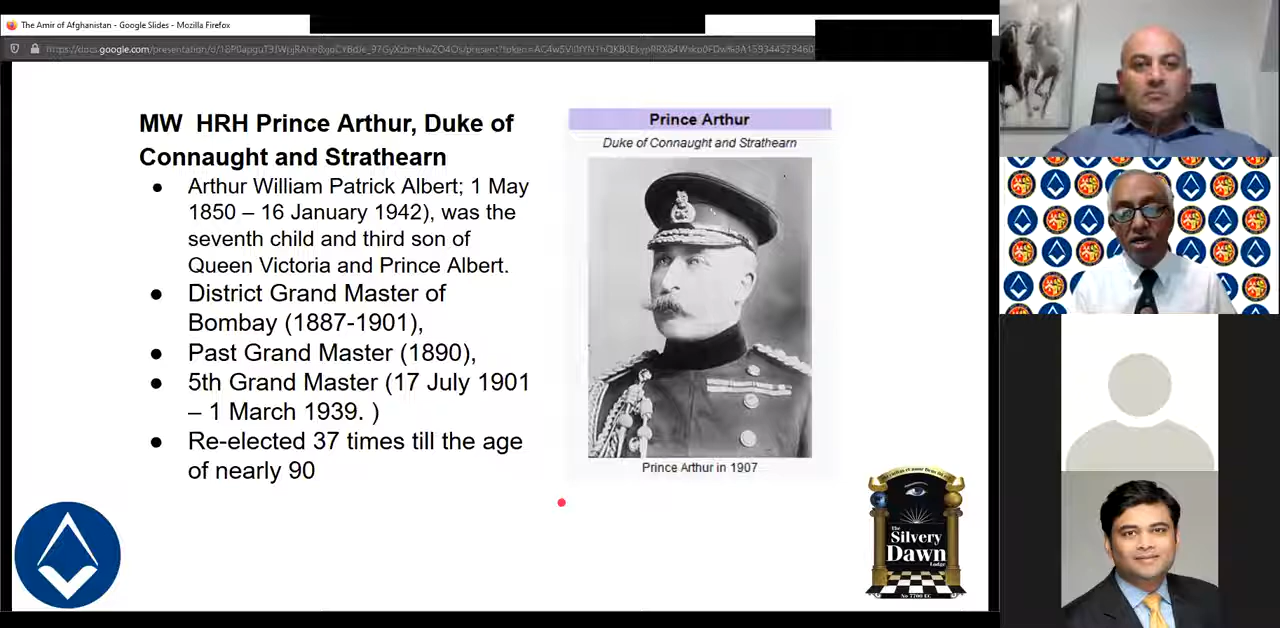 The Amir of Afghanistan - Google Slides - Mozilla Firefox
MW HRH Prince Arthur, Duke of
Connaught and Strathearn
● Arthur William Patrick Albert; 1 May
1850 – 16 January 1942), was the
seventh child and third son of
Queen Victoria and Prince Albert.
● District Grand Master of
Bombay (1887-1901),
● Past Grand Master (1890),
● 5th Grand Master (17 July 1901
– 1 March 1939. )
● Re-elected 37 times till the age
of nearly 90
Prince Arthur
Duke of Connaught and Strathearn
Prince Arthur in 1907
The
Silvery
Dawn
Lodge
No 7700 EC